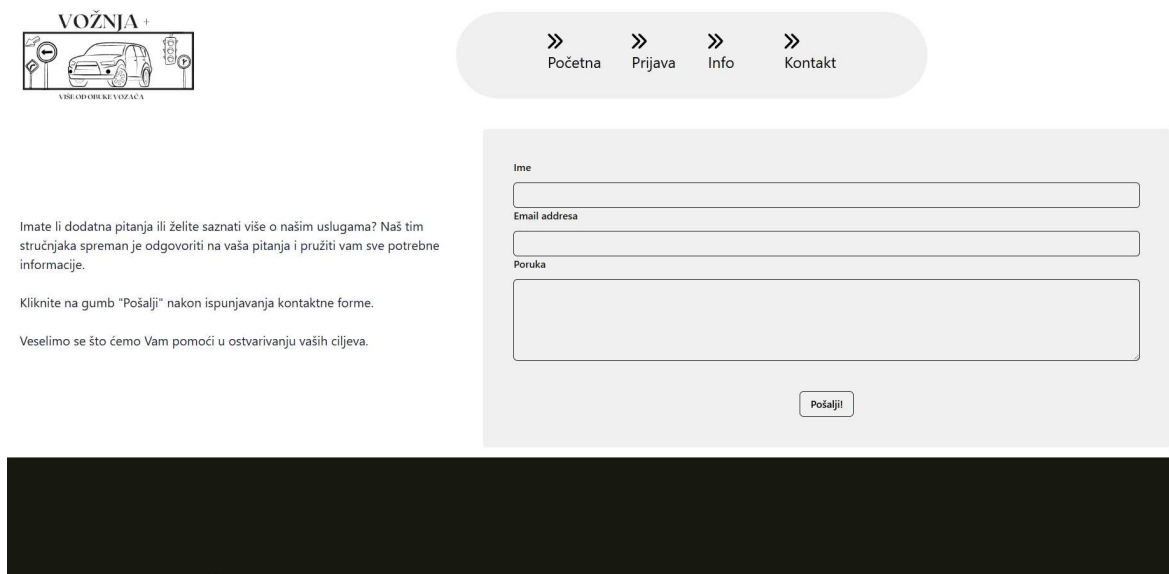 VOŽNJA +
VIŠE OD OBUKE VOZAČA
Početna
Prijava
Info
Kontakt
Imate li dodatna pitanja ili želite saznati više o našim uslugama? Naš tim
stručnjaka spreman je odgovoriti na vaša pitanja i pružiti vam sve potrebne
informacije.
Kliknite na gumb "Pošalji" nakon ispunjavanja kontaktne forme.
Veselimo se što ćemo Vam pomoći u ostvarivanju vaših ciljeva.
Ime
Email addresa
Poruka
Pošalji!